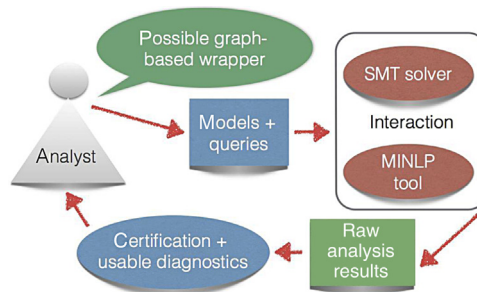 Possible graph-
based wrapper
Analyst
Models +
queries
SMT solver
Interaction
MINLP
tool
Raw
analysis
results
Certification +
usable diagnostics